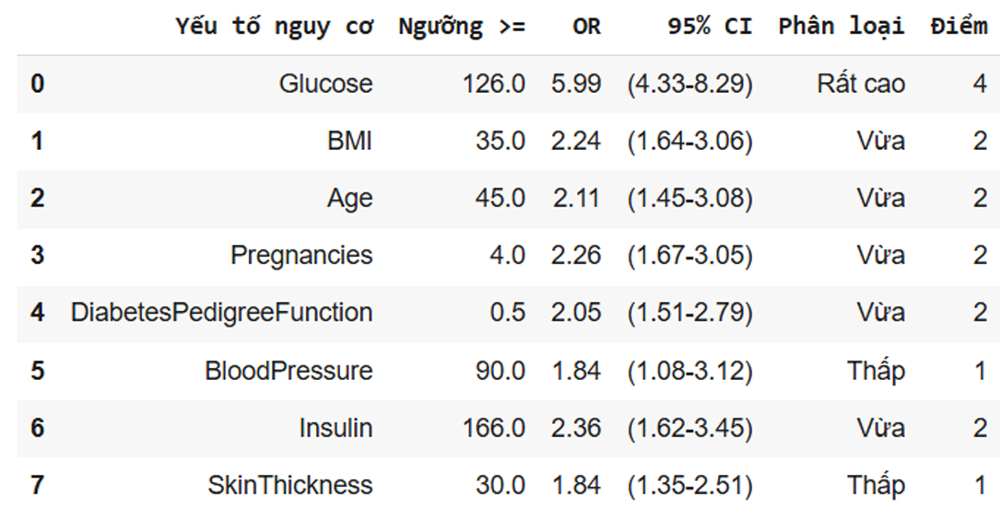 Yếu tố nguy cơ Ngưỡng >= OR 95% CI Phân loại Điểm
0 Glucose 126.0 5.99 (4.33-8.29) Rất cao 4
1 BMI 35.0 2.24 (1.64-3.06) Vừa 2
2 Age 45.0 2.11 (1.45-3.08) Vừa 2
3 Pregnancies 4.0 2.26 (1.67-3.05) Vừa 2
4 DiabetesPedigreeFunction 0.5 2.05 (1.51-2.79) Vừa 2
5 BloodPressure 90.0 1.84 (1.08-3.12) Thấp 1
6 Insulin 166.0 2.36 (1.62-3.45) Vừa 2
7 SkinThickness 30.0 1.84 (1.35-2.51) Thấp 1